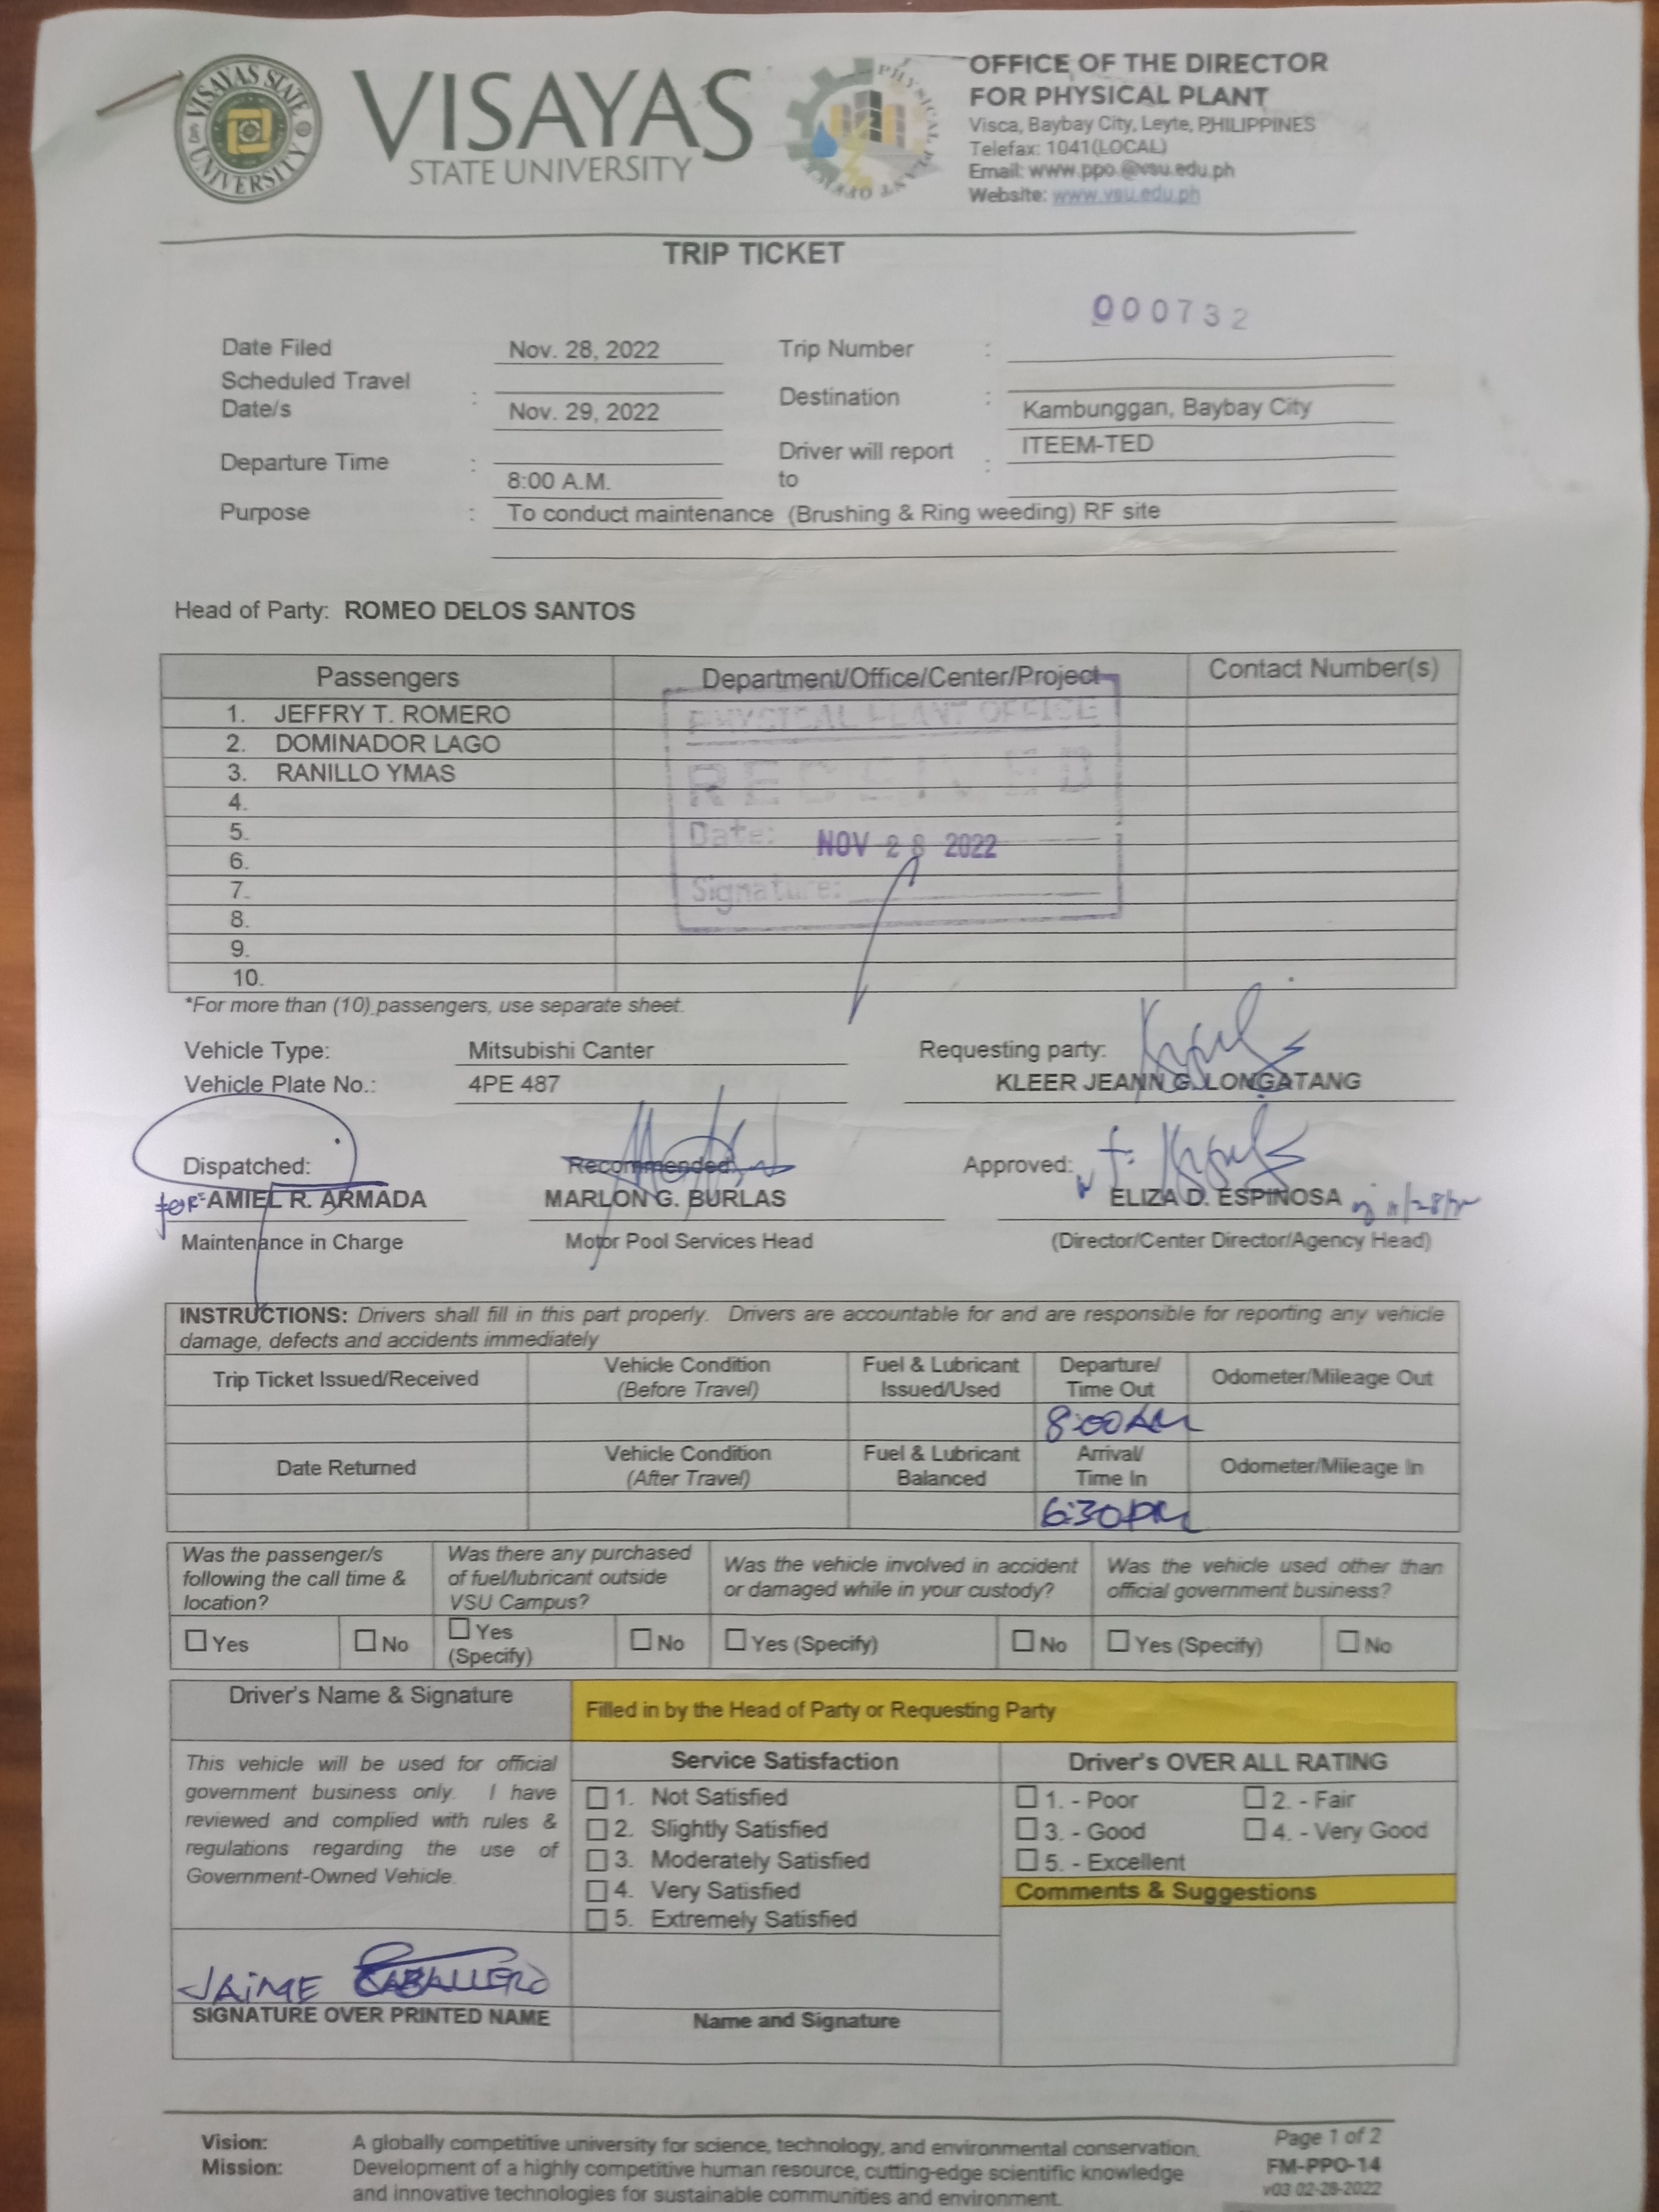 VISAYAS STATE UNIVERSITY
VISAYAS
STATE UNIVERSITY
PHYSICAL PLANT OFFICE
OFFICE OF THE DIRECTOR
FOR PHYSICAL PLANT
Visca, Baybay City, Leyte, PHILIPPINES
Telefax: 1041(LOCAL)
Email: www.ppo.@vsu.edu.ph
Website: www.vsu.edu.ph
TRIP TICKET
000732
Date Filed Nov. 28, 2022 Trip Number :
Scheduled Travel
Date/s : Nov. 29, 2022 Destination : Kambunggan, Baybay City
Departure Time : 8:00 A.M. Driver will report to : ITEEM-TED
Purpose : To conduct maintenance (Brushing & Ring weeding) RF site
Head of Party: ROMEO DELOS SANTOS
Passengers Department/Office/Center/Project Contact Number(s)
1. JEFFRY T. ROMERO
2. DOMINADOR LAGO
3. RANILLO YMAS
4.
5.
6.
7.
8.
9.
10.
PHYSICAL PLANT OFFICE
RECEIVED
Date: NOV 28 2022
Signature:
*For more than (10) passengers, use separate sheet.
Vehicle Type: Mitsubishi Canter Requesting party:
Vehicle Plate No.: 4PE 487 KLEER JEANN G. LONGATANG
Dispatched: Recommended: Approved:
for AMIEL R. ARMADA MARLON G. BURLAS ELIZA D. ESPINOSA
Maintenance in Charge Motor Pool Services Head (Director/Center Director/Agency Head)
INSTRUCTIONS: Drivers shall fill in this part properly. Drivers are accountable for and are responsible for reporting any vehicle
damage, defects and accidents immediately
Trip Ticket Issued/Received Vehicle Condition (Before Travel) Fuel & Lubricant Issued/Used Departure/ Time Out Odometer/Mileage Out
8:00AM
Date Returned Vehicle Condition (After Travel) Fuel & Lubricant Balanced Arrival/ Time In Odometer/Mileage In
6:30PM
Was the passenger/s following the call time & location? Was there any purchased of fuel/lubricant outside VSU Campus? Was the vehicle involved in accident or damaged while in your custody? Was the vehicle used other than official government business?
Yes No Yes (Specify) No Yes (Specify) No Yes (Specify) No
Driver's Name & Signature Filled in by the Head of Party or Requesting Party
This vehicle will be used for official
government business only. I have
reviewed and complied with rules &
regulations regarding the use of
Government-Owned Vehicle.
Service Satisfaction
1. Not Satisfied
2. Slightly Satisfied
3. Moderately Satisfied
4. Very Satisfied
5. Extremely Satisfied
Driver's OVER ALL RATING
1. - Poor 2. - Fair
3. - Good 4. - Very Good
5. - Excellent
Comments & Suggestions
JAIME CABALLERO
SIGNATURE OVER PRINTED NAME Name and Signature
Vision: A globally competitive university for science, technology, and environmental conservation.
Mission: Development of a highly competitive human resource, cutting-edge scientific knowledge
and innovative technologies for sustainable communities and environment.
Page 1 of 2
FM-PPO-14
v03 02-28-2022